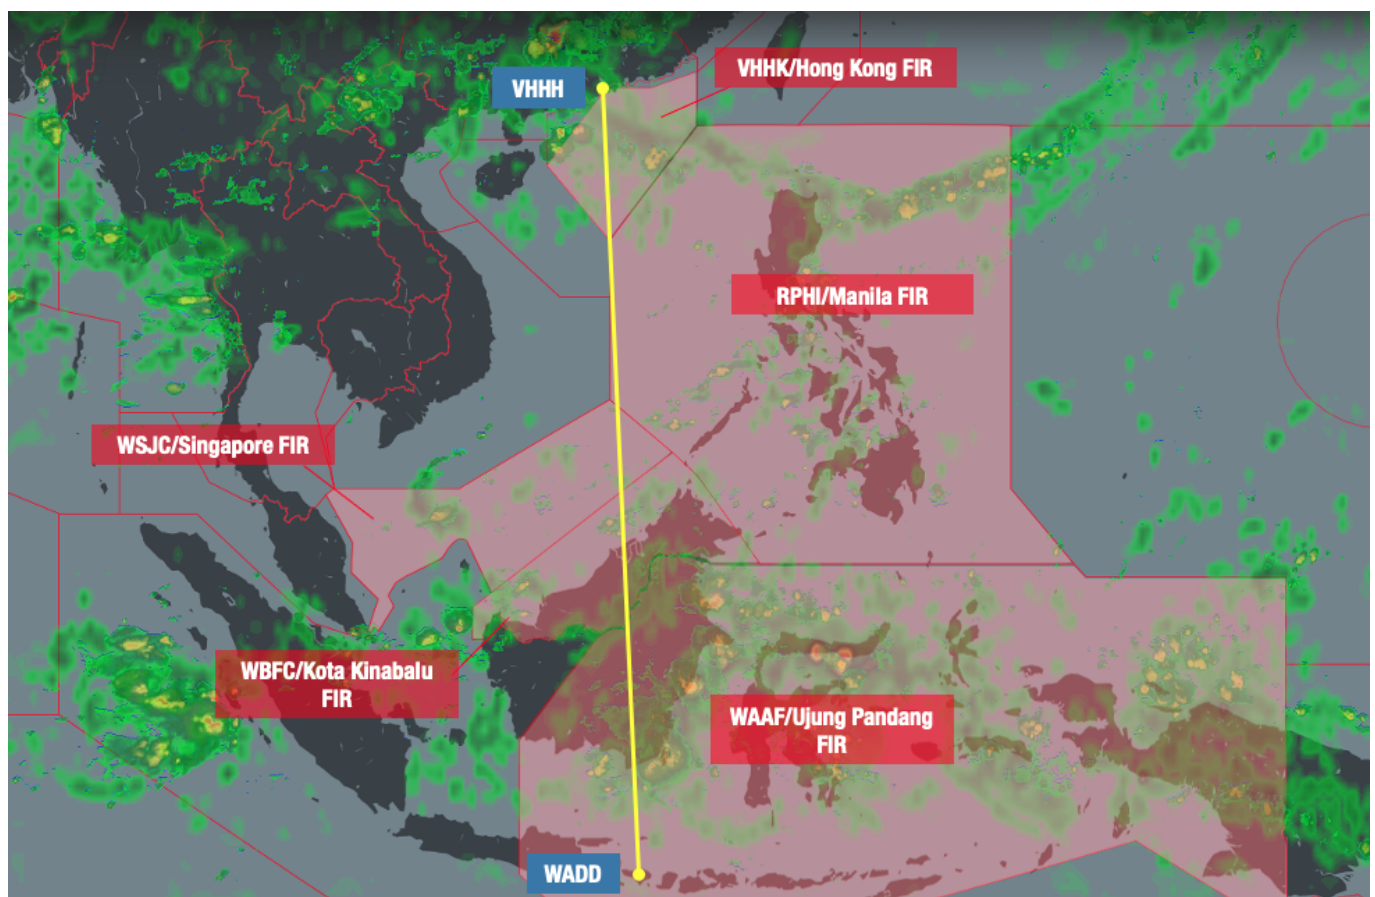 VHHK/Hong Kong FIR
VHHH
RPHI/Manila FIR
WSJC/Singapore FIR
WBFC/Kota Kinabalu
FIR
WAAF/Ujung Pandang
FIR
WADD